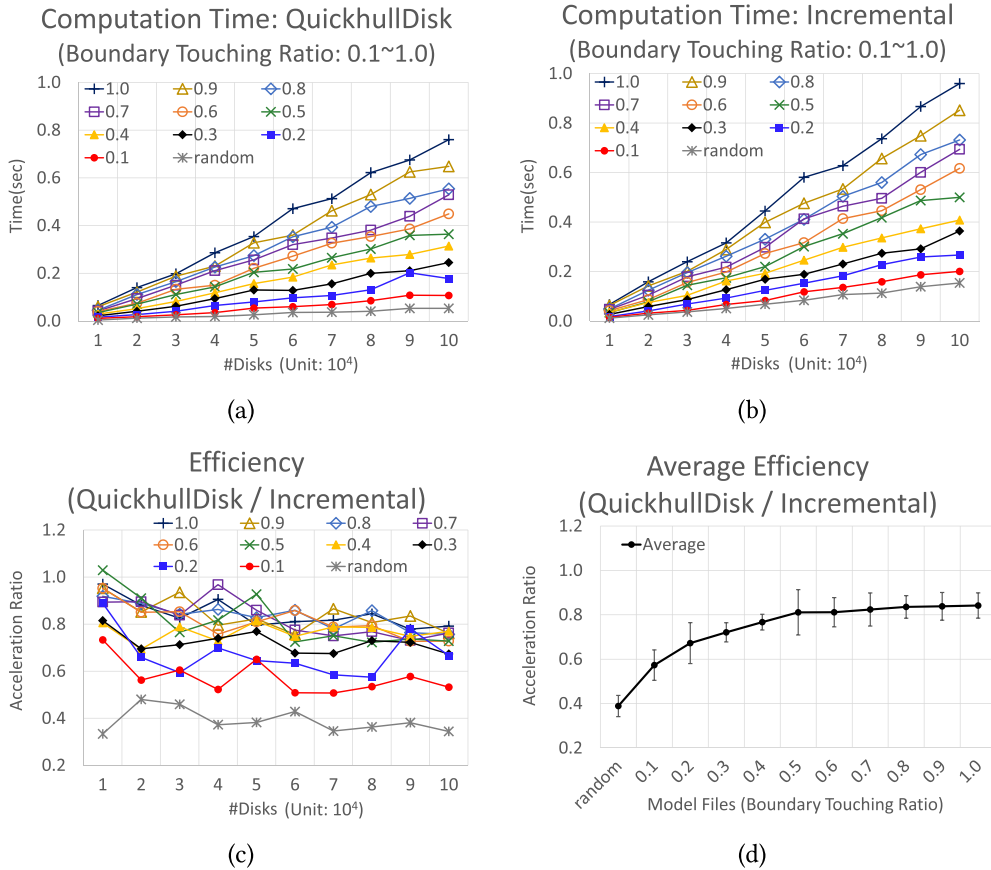 Computation Time: QuickhullDisk
(Boundary Touching Ratio: 0.1~1.0)
1.0 0.9 0.8
0.7 0.6 0.5
0.4 0.3 0.2
0.1 random
Time(sec)
1.0
0.8
0.6
0.4
0.2
0.0
1 2 3 4 5 6 7 8 9 10
#Disks (Unit: 10⁴)
(a)
Computation Time: Incremental
(Boundary Touching Ratio: 0.1~1.0)
1.0 0.9 0.8
0.7 0.6 0.5
0.4 0.3 0.2
0.1 random
Time(sec)
1.0
0.8
0.6
0.4
0.2
0.0
1 2 3 4 5 6 7 8 9 10
#Disks (Unit: 10⁴)
(b)
Efficiency
(QuickhullDisk / Incremental)
1.0 0.9 0.8 0.7
0.6 0.5 0.4 0.3
0.2 0.1 random
Acceleration Ratio
1.2
1.0
0.8
0.6
0.4
0.2
1 2 3 4 5 6 7 8 9 10
#Disks (Unit: 10⁴)
(c)
Average Efficiency
(QuickhullDisk / Incremental)
Average
Acceleration Ratio
1.2
1.0
0.8
0.6
0.4
0.2
random 0.1 0.2 0.3 0.4 0.5 0.6 0.7 0.8 0.9 1.0
Model Files (Boundary Touching Ratio)
(d)